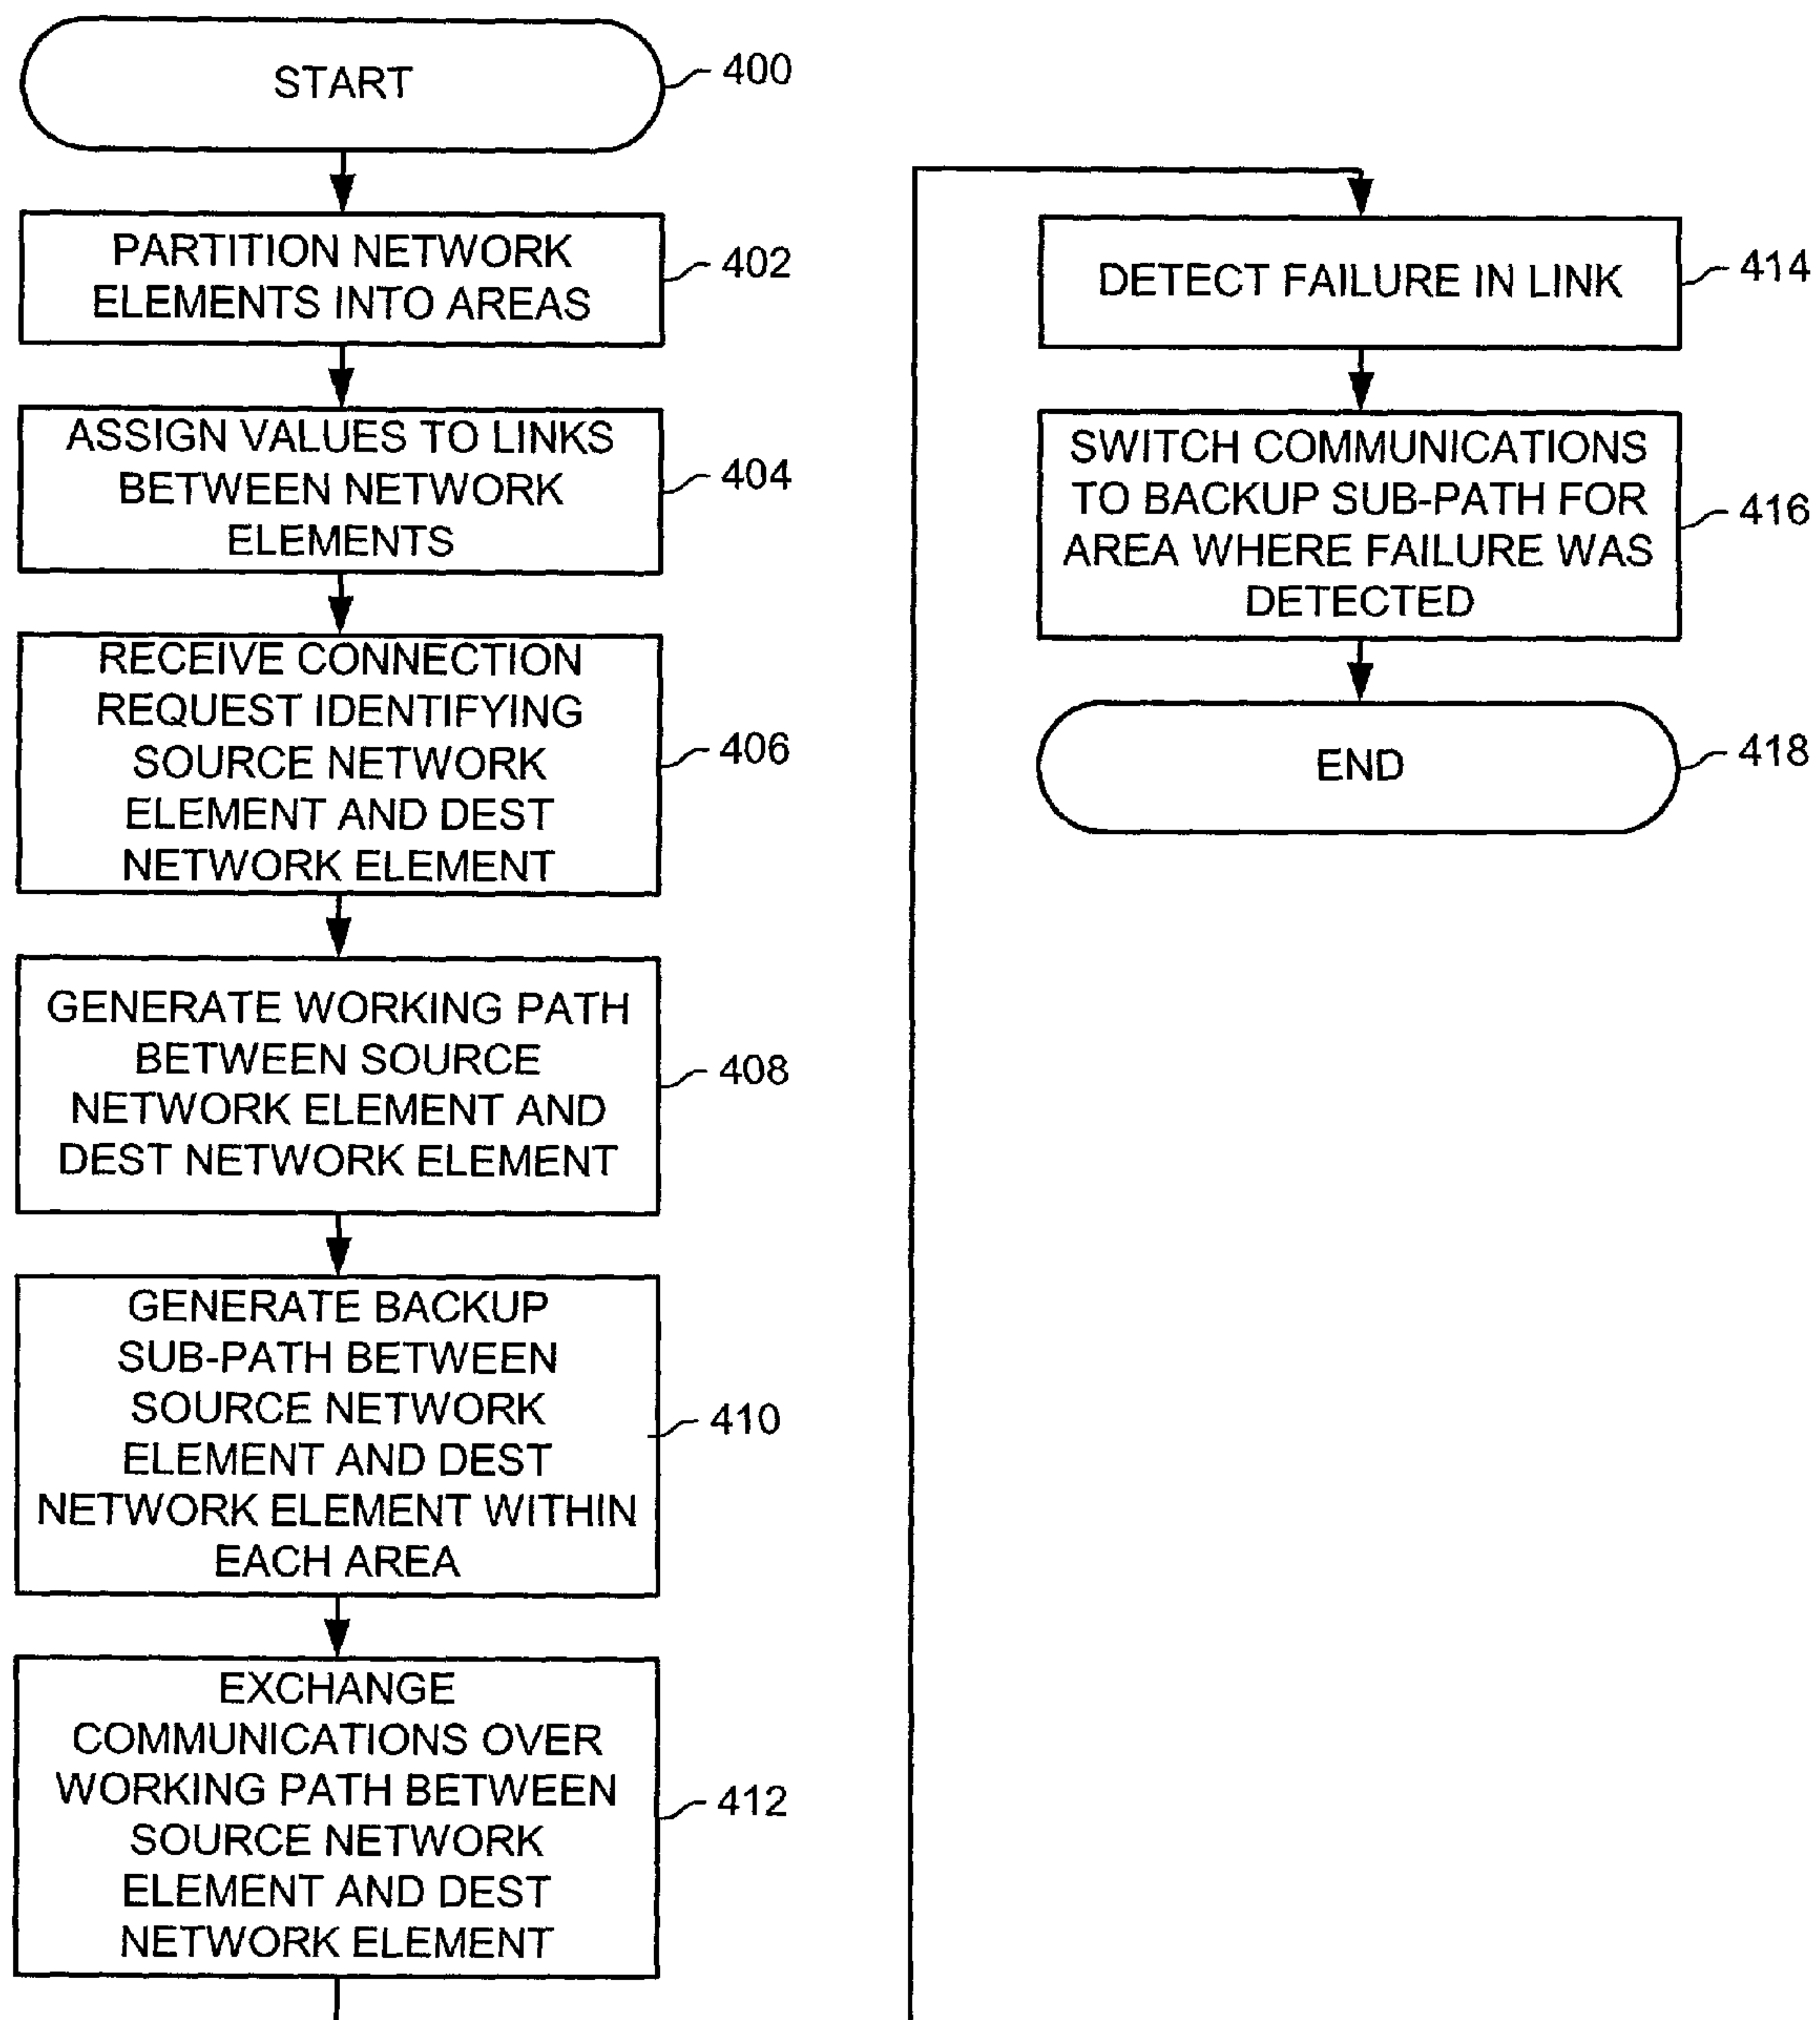 START
400
PARTITION NETWORK
ELEMENTS INTO AREAS
402
ASSIGN VALUES TO LINKS
BETWEEN NETWORK
ELEMENTS
404
RECEIVE CONNECTION
REQUEST IDENTIFYING
SOURCE NETWORK
ELEMENT AND DEST
NETWORK ELEMENT
406
GENERATE WORKING PATH
BETWEEN SOURCE
NETWORK ELEMENT AND
DEST NETWORK ELEMENT
408
GENERATE BACKUP
SUB-PATH BETWEEN
SOURCE NETWORK
ELEMENT AND DEST
NETWORK ELEMENT WITHIN
EACH AREA
410
EXCHANGE
COMMUNICATIONS OVER
WORKING PATH BETWEEN
SOURCE NETWORK
ELEMENT AND DEST
NETWORK ELEMENT
412
DETECT FAILURE IN LINK
414
SWITCH COMMUNICATIONS
TO BACKUP SUB-PATH FOR
AREA WHERE FAILURE WAS
DETECTED
416
END
418